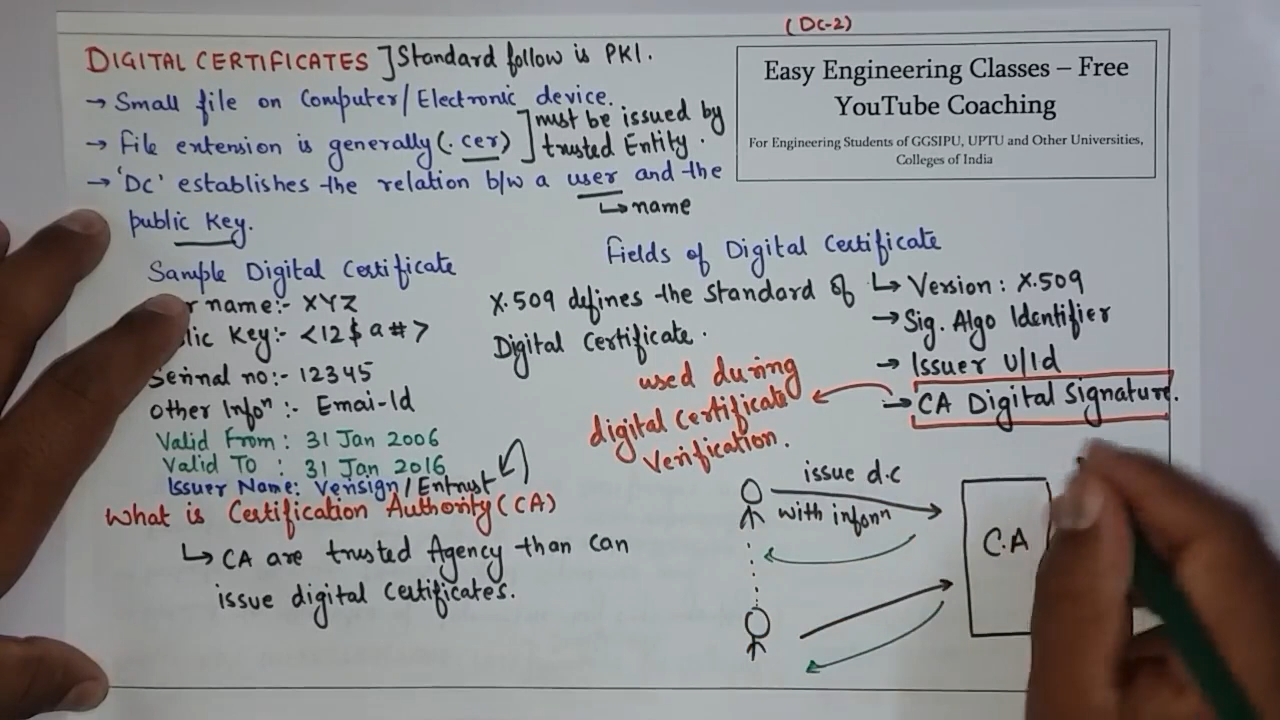 (DC-2)
DIGITAL CERTIFICATES ] Standard follow is PKI.
→ Small file on Computer/Electronic device.
→ File extension is generally (.cer) ] must be issued by
trusted Entity.
→ 'DC' establishes the relation b/w a user and the
↳ name
public Key.
Easy Engineering Classes – Free
YouTube Coaching
For Engineering Students of GGSIPU, UPTU and Other Universities,
Colleges of India
Sample Digital Certificate
r name:- XYZ
lic Key:- <12$a#>
Serinal no:- 12345
Other Infoⁿ :- Emai-Id
Valid From : 31 Jan 2006
Valid To : 31 Jan 2016
Issuer Name: Verisign/Entrust
Fields of Digital Certificate
X.509 defines the standard of
Digital Certificate.
↳ Version: X.509
→ Sig. Algo Identifier
→ Issuer U/Id
→ CA Digital Signature.
used during
digital certificate
Verification.
What is Certification Authority (CA)
↳ CA are trusted Agency than can
issue digital certificates.
issue d.c
with infomn
C.A